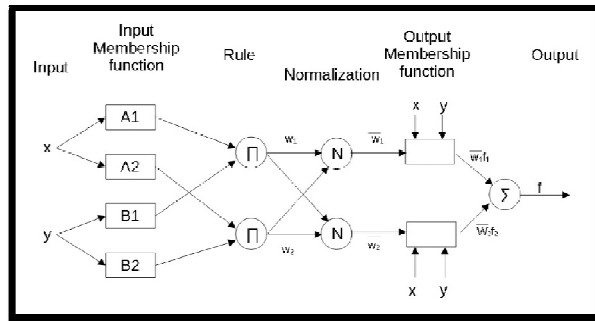 Input
Input
Membership
function
Rule
Normalization
Output
Membership
function
Output
x
y
A1
A2
B1
B2
∏
∏
w₁
w₂
N
N
w̅₁
w̅₂
x y
x y
w̅₁f₁
w̅₂f₂
Σ
f